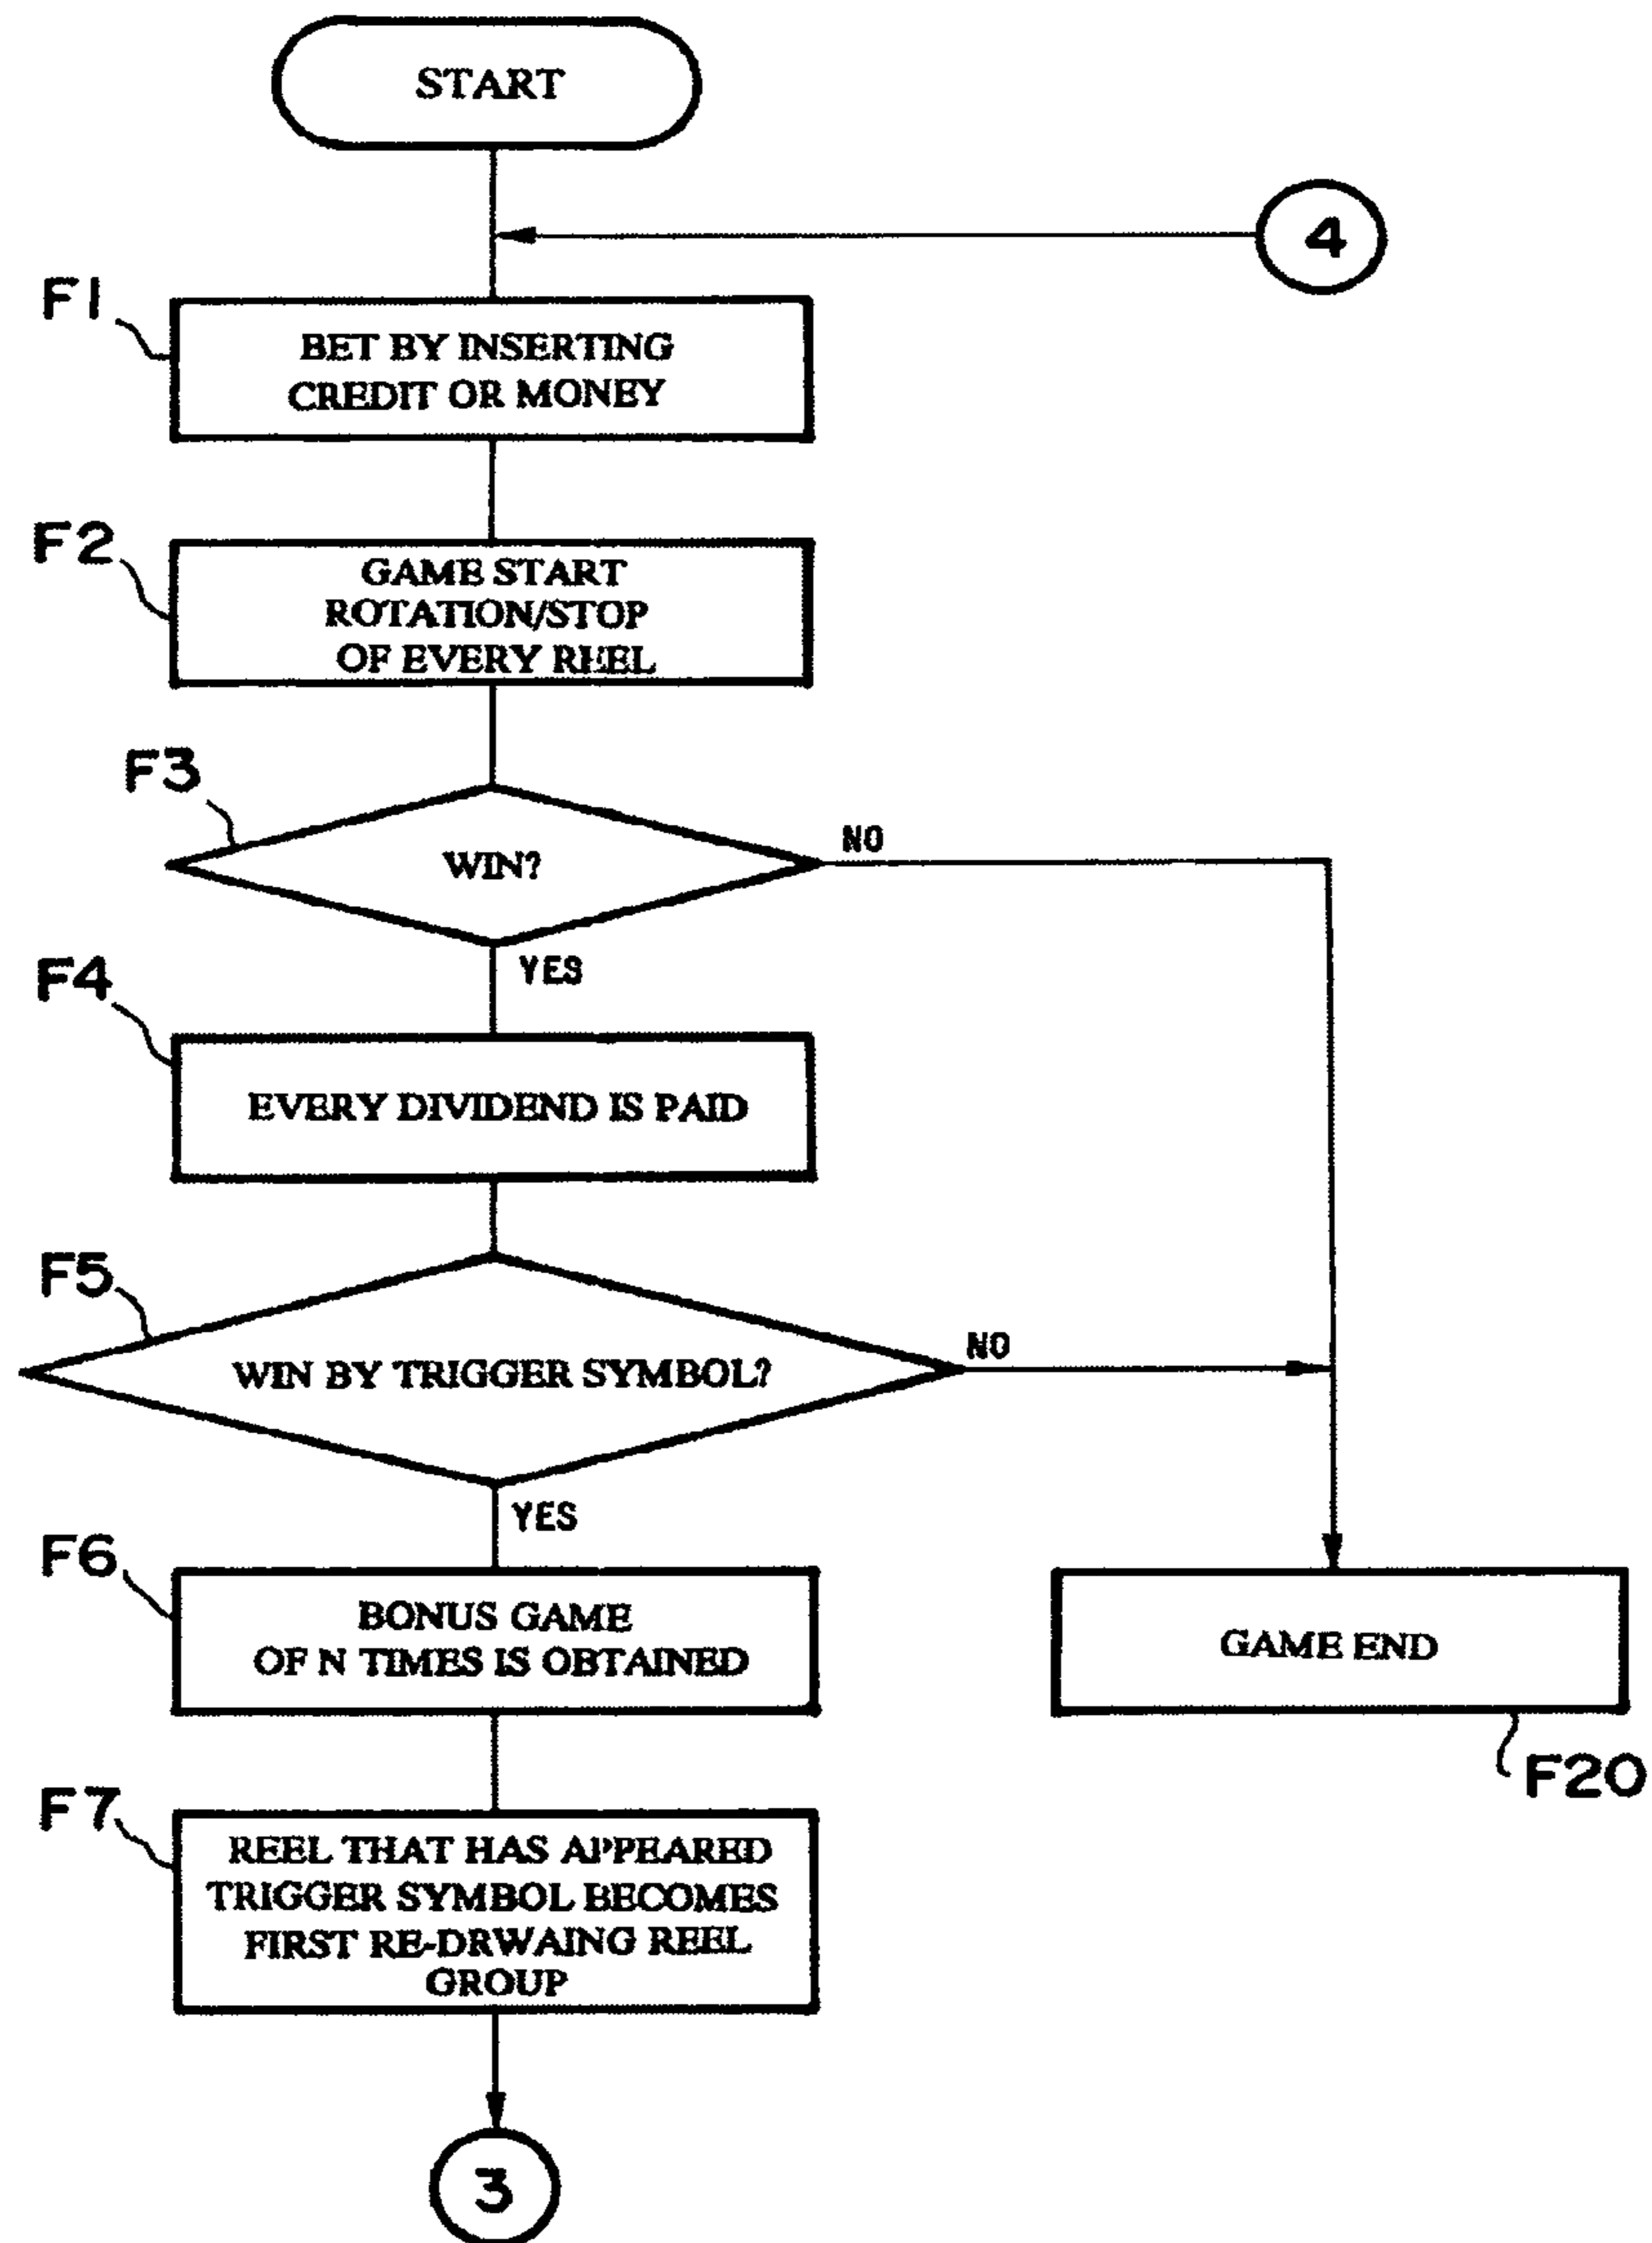 START
4
F1
BET BY INSERTING
CREDIT OR MONEY
F2
GAME START
ROTATION/STOP
OF EVERY REEL
F3
WIN?
NO
YES
F4
EVERY DIVIDEND IS PAID
F5
WIN BY TRIGGER SYMBOL?
NO
YES
F6
BONUS GAME
OF N TIMES IS OBTAINED
GAME END
F20
F7
REEL THAT HAS APPEARED
TRIGGER SYMBOL BECOMES
FIRST RE-DRWAING REEL
GROUP
3